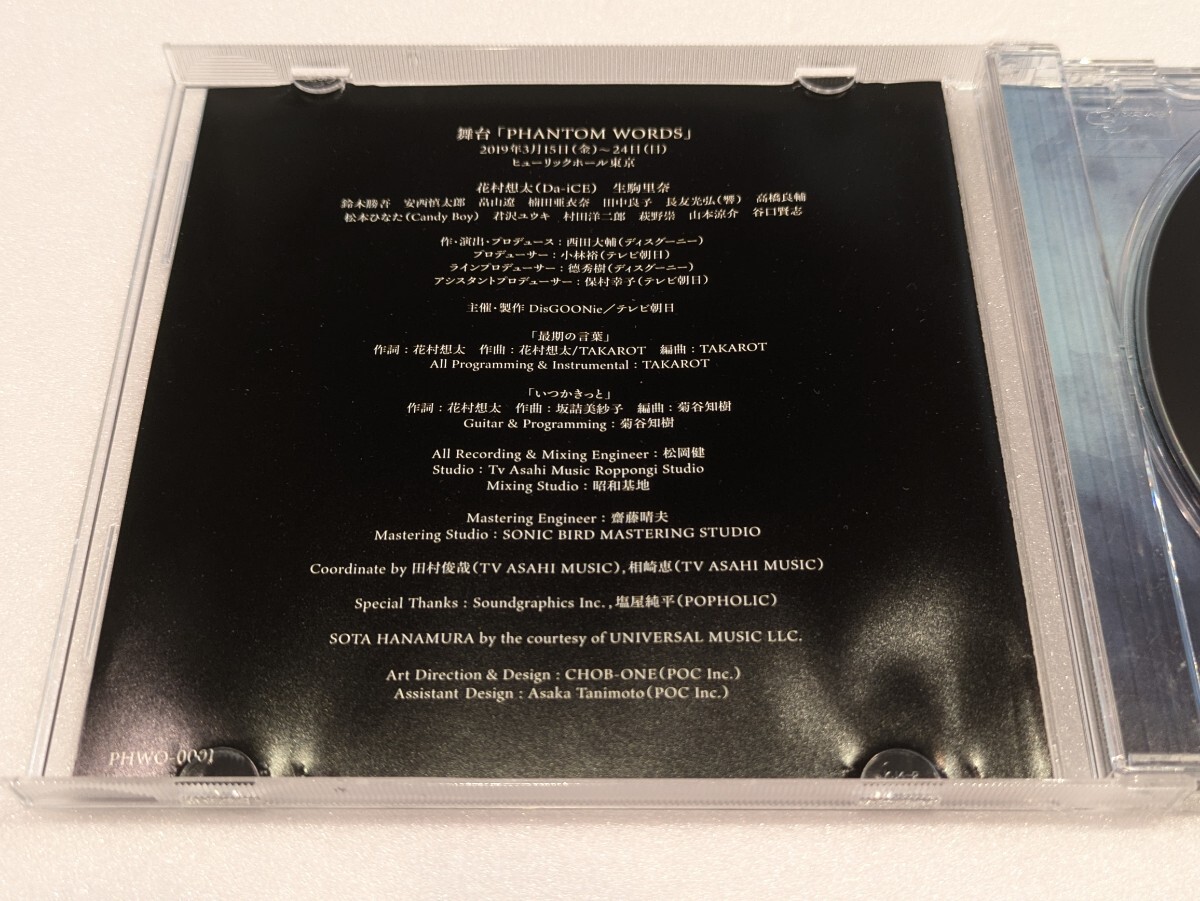 舞台「PHANTOM WORDS」
2019年3月15日(金)～24日(日)
ヒューリックホール東京
花村想太(Da-iCE)　生駒里奈
鈴木勝吾　安西慎太郎　畠山遼　楠田亜衣奈　田中良子　長友光弘(響)　高橋良輔
松本ひなた(Candy Boy)　君沢ユウキ　村田洋二郎　萩野崇　山本涼介　谷口賢志
作・演出・プロデュース：西田大輔(ディスグーニー)
プロデューサー：小林裕(テレビ朝日)
ラインプロデューサー：德秀樹(ディスグーニー)
アシスタントプロデューサー：保村幸子(テレビ朝日)
主催・製作 DisGOONie／テレビ朝日
「最期の言葉」
作詞：花村想太　作曲：花村想太/TAKAROT　編曲：TAKAROT
All Programming & Instrumental：TAKAROT
「いつかきっと」
作詞：花村想太　作曲：坂詰美紗子　編曲：菊谷知樹
Guitar & Programming：菊谷知樹
All Recording & Mixing Engineer：松岡健
Studio：Tv Asahi Music Roppongi Studio
Mixing Studio：昭和基地
Mastering Engineer：齋藤晴夫
Mastering Studio：SONIC BIRD MASTERING STUDIO
Coordinate by 田村俊哉(TV ASAHI MUSIC),相崎恵(TV ASAHI MUSIC)
Special Thanks：Soundgraphics Inc.,塩屋純平(POPHOLIC)
SOTA HANAMURA by the courtesy of UNIVERSAL MUSIC LLC.
Art Direction & Design：CHOB-ONE(POC Inc.)
Assistant Design：Asaka Tanimoto(POC Inc.)
PHWO-0001